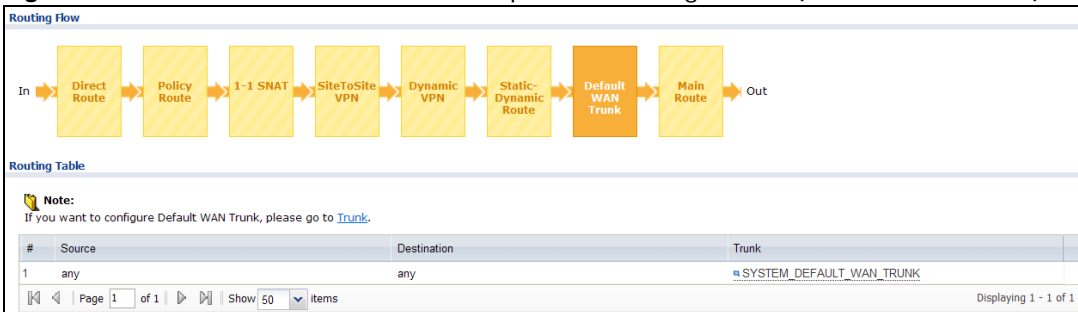 Routing Flow
In
Direct
Route
Policy
Route
1-1 SNAT
SiteToSite
VPN
Dynamic
VPN
Static-
Dynamic
Route
Default
WAN
Trunk
Main
Route
Out
Routing Table
Note:
If you want to configure Default WAN Trunk, please go to Trunk.
# Source Destination Trunk
1 any any SYSTEM_DEFAULT_WAN_TRUNK
Page 1 of 1 Show 50 items Displaying 1 - 1 of 1